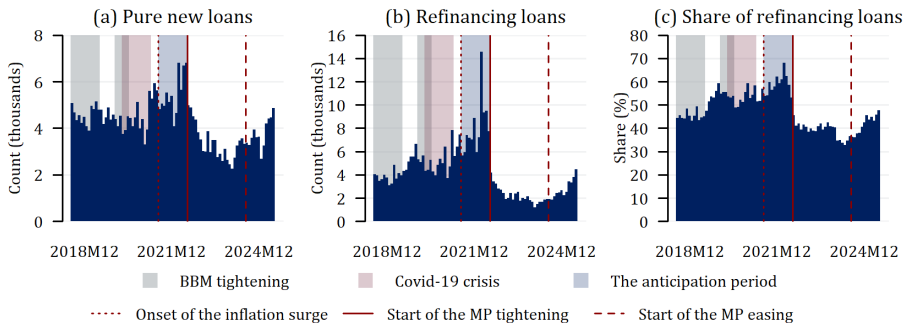 (a) Pure new loans
(b) Refinancing loans
(c) Share of refinancing loans
Count (thousands)
8
6
4
2
0
2018M12 2021M12 2024M12
Count (thousands)
16
14
12
10
8
6
4
2
0
2018M12 2021M12 2024M12
Share (%)
80
70
60
50
40
30
20
10
0
2018M12 2021M12 2024M12
BBM tightening
Covid-19 crisis
The anticipation period
Onset of the inflation surge
Start of the MP tightening
Start of the MP easing